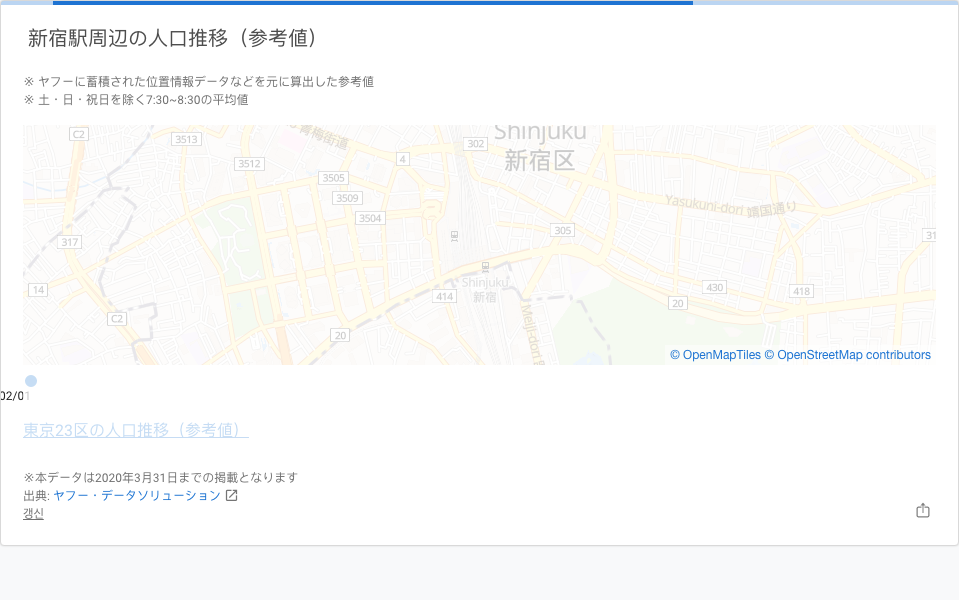 新宿駅周辺の人口推移（参考値）
※ ヤフーに蓄積された位置情報データなどを元に算出した参考値
※ 土・日・祝日を除く7:30~8:30の平均値
C2
3513
青梅街道
302
Shinjuku
新宿区
3512
4
3505
3509
3504
Yasukuni-dori 靖国通り
317
305
31
Shinjuku
新宿
14
414
430
418
20
C2
20
Meiji-dori
© OpenMapTiles © OpenStreetMap contributors
02/01
東京23区の人口推移（参考値）
※本データは2020年3月31日までの掲載となります
出典: ヤフー・データソリューション
갱신